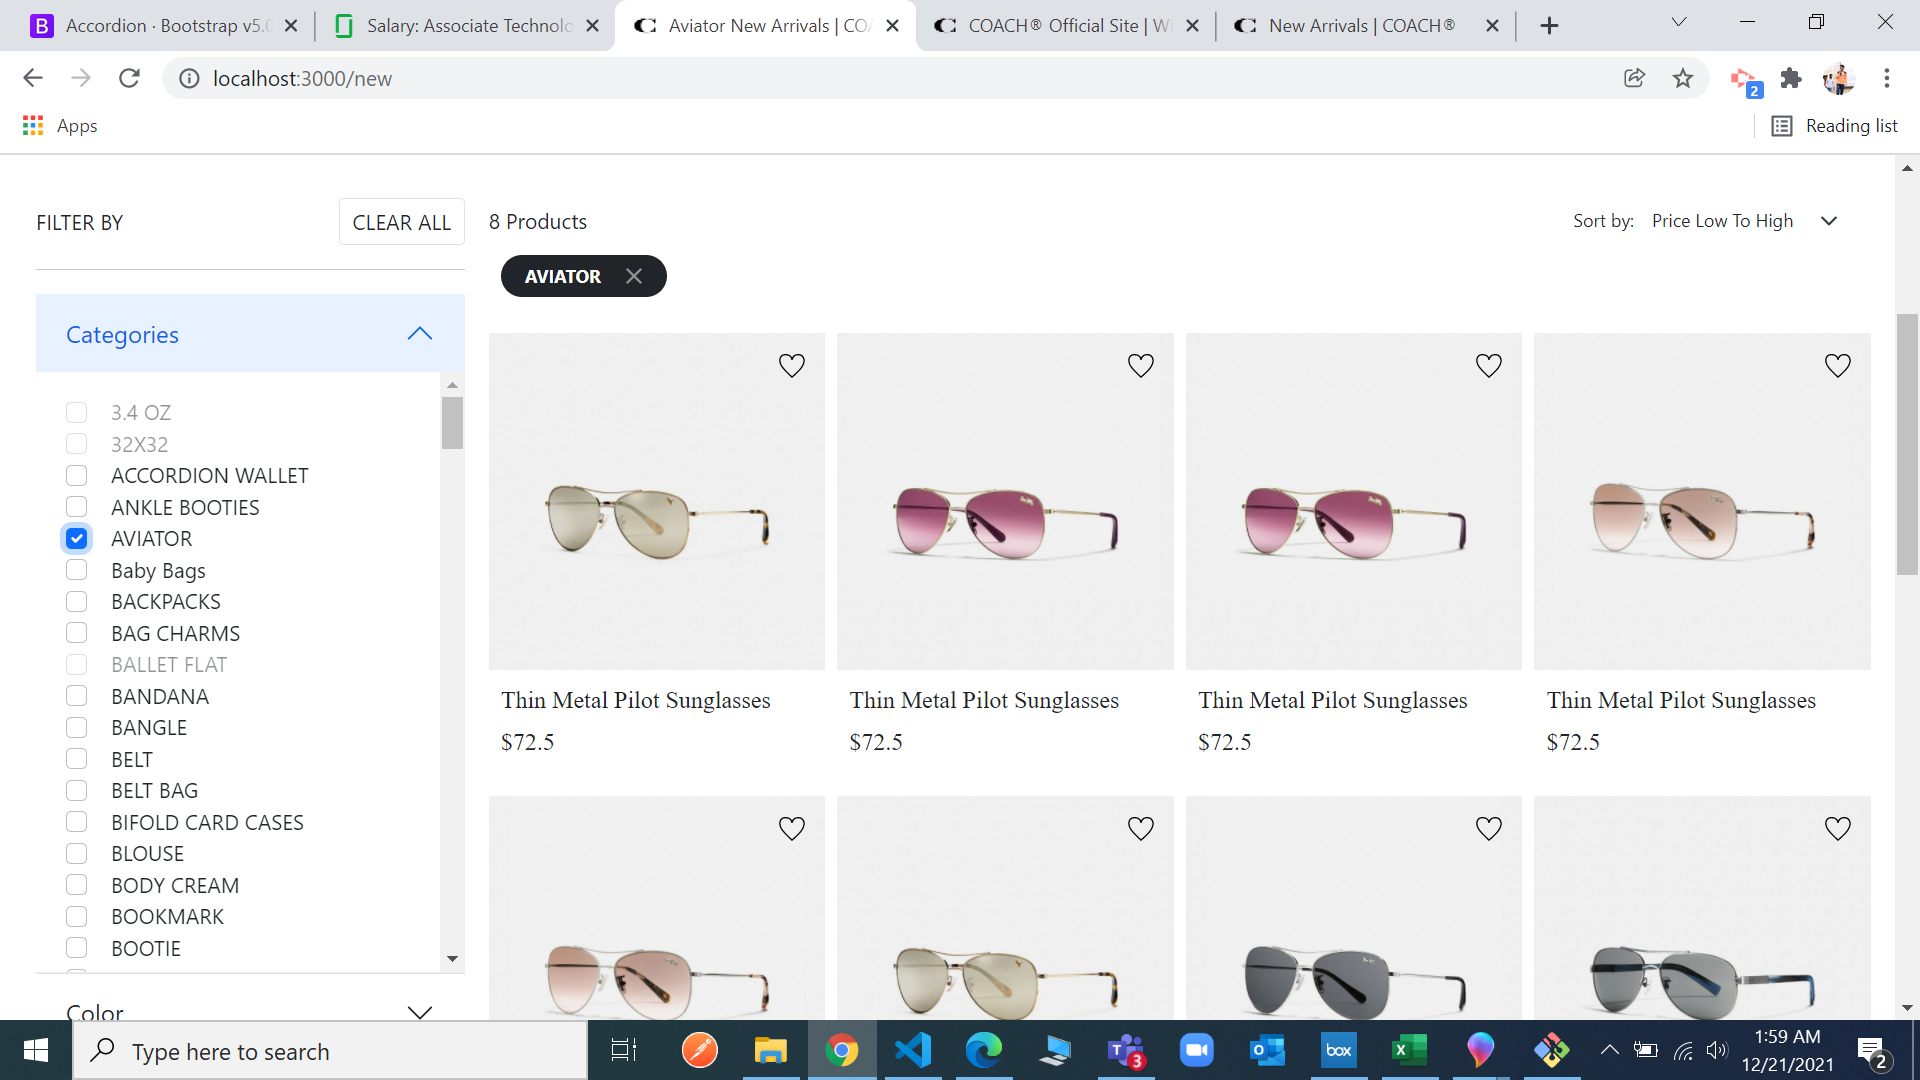 Accordion · Bootstrap v5.0
Salary: Associate Technolo
Aviator New Arrivals | CO
COACH® Official Site | Wi
New Arrivals | COACH®
localhost:3000/new
2
Apps
Reading list
FILTER BY
CLEAR ALL
8 Products
Sort by: Price Low To High
AVIATOR
Categories
3.4 OZ
32X32
ACCORDION WALLET
ANKLE BOOTIES
AVIATOR
Baby Bags
BACKPACKS
BAG CHARMS
BALLET FLAT
BANDANA
BANGLE
BELT
BELT BAG
BIFOLD CARD CASES
BLOUSE
BODY CREAM
BOOKMARK
BOOTIE
Color
Thin Metal Pilot Sunglasses
$72.5
Thin Metal Pilot Sunglasses
$72.5
Thin Metal Pilot Sunglasses
$72.5
Thin Metal Pilot Sunglasses
$72.5
Type here to search
3
box
1:59 AM
12/21/2021
2